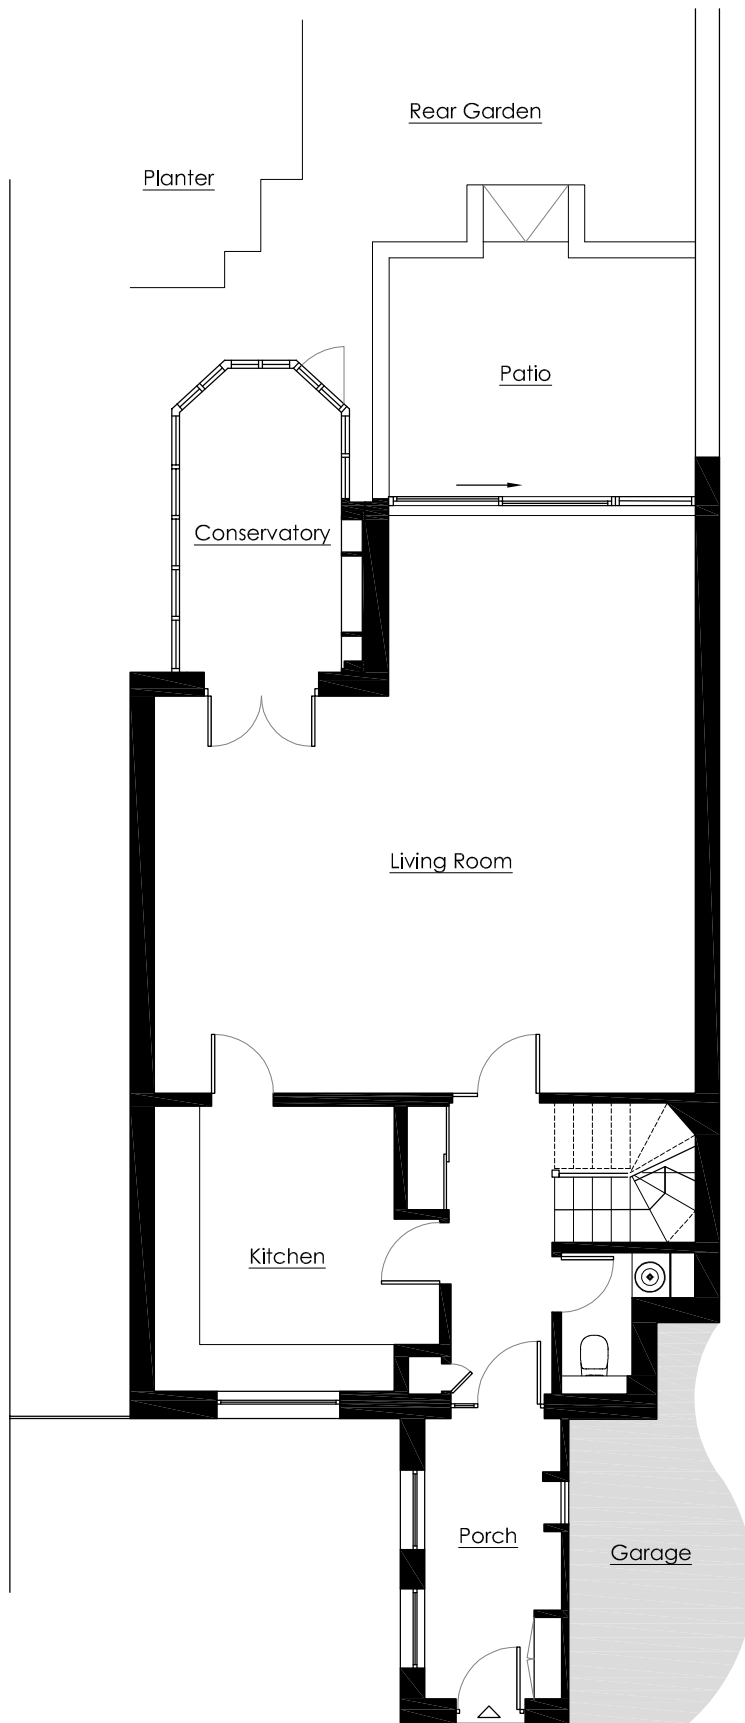 Rear Garden
Planter
Patio
Conservatory
Living Room
Kitchen
Porch
Garage